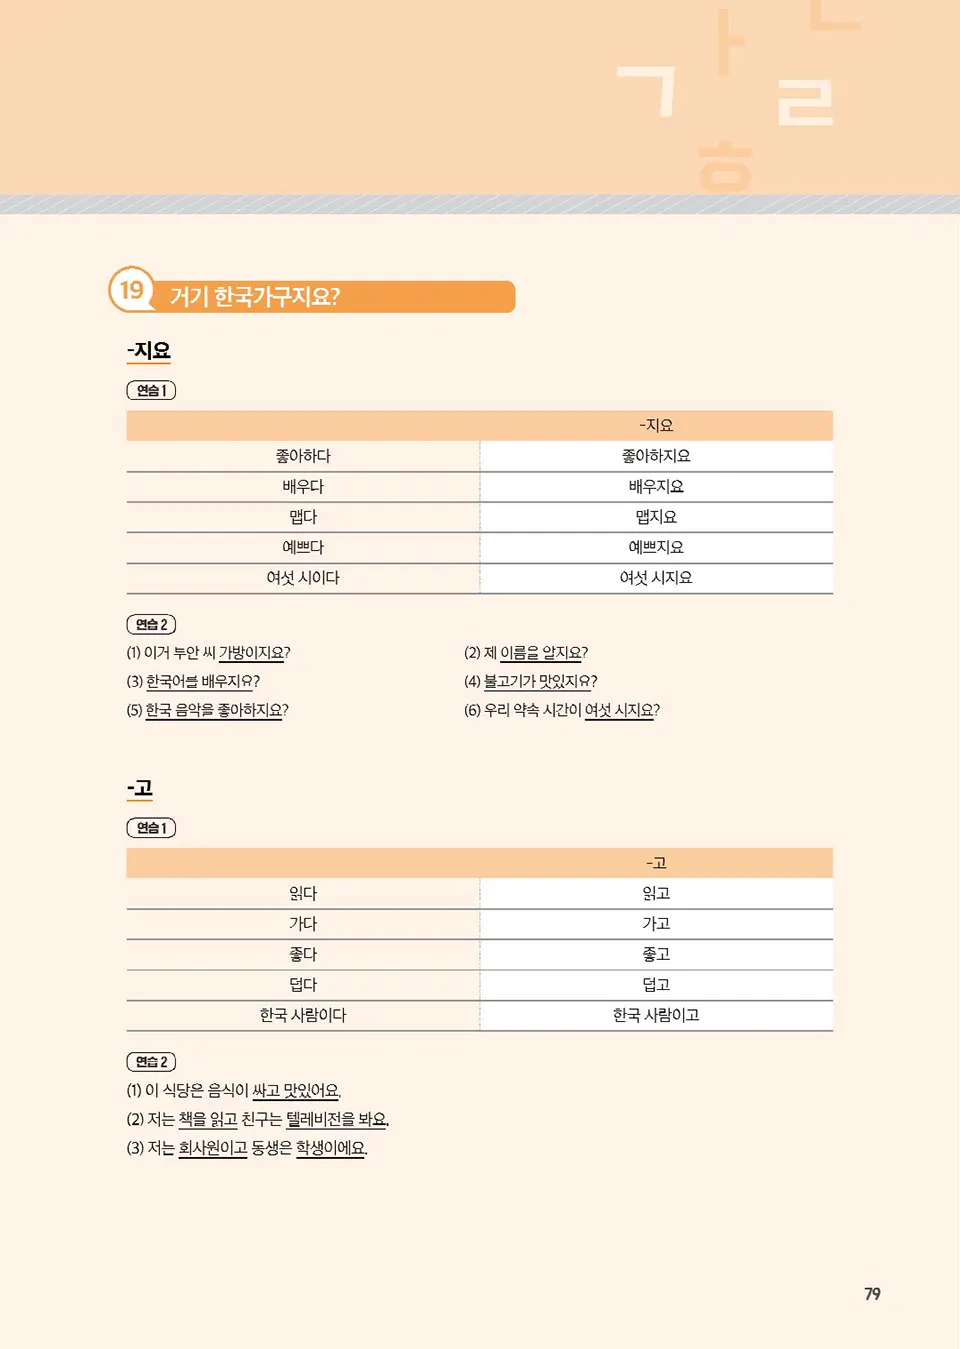 19 거기 한국가구지요?
-지요
연습 1
-지요
좋아하다 좋아하지요
배우다 배우지요
맵다 맵지요
예쁘다 예쁘지요
여섯 시이다 여섯 시지요
연습 2
(1) 이거 투안 씨 가방이지요? (2) 제 이름을 알지요?
(3) 한국어를 배우지요? (4) 불고기가 맛있지요?
(5) 한국 음악을 좋아하지요? (6) 우리 약속 시간이 여섯 시지요?
-고
연습 1
-고
읽다 읽고
가다 가고
좋다 좋고
덥다 덥고
한국 사람이다 한국 사람이고
연습 2
(1) 이 식당은 음식이 싸고 맛있어요.
(2) 저는 책을 읽고 친구는 텔레비전을 봐요.
(3) 저는 회사원이고 동생은 학생이에요.
79